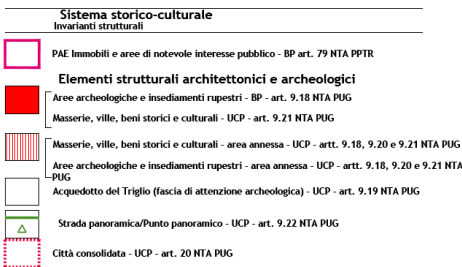 Sistema storico-culturale
Invarianti strutturali
PAE Immobili e aree di notevole interesse pubblico - BP art. 79 NTA PPTR
Elementi strutturali architettonici e archeologici
Aree archeologiche e insediamenti rupestri - BP - art. 9.18 NTA PUG
Masserie, ville, beni storici e culturali - UCP - art. 9.21 NTA PUG
Masserie, ville, beni storici e culturali - area annessa - UCP - artt. 9.18, 9.20 e 9.21 NTA PUG
Aree archeologiche e insediamenti rupestri - area annessa - UCP - artt. 9.18, 9.20 e 9.21 NTA
PUG
Acquedotto del Triglio (fascia di attenzione archeologica) - UCP - art. 9.19 NTA PUG
Strada panoramica/Punto panoramico - UCP - art. 9.22 NTA PUG
Città consolidata - UCP - art. 20 NTA PUG